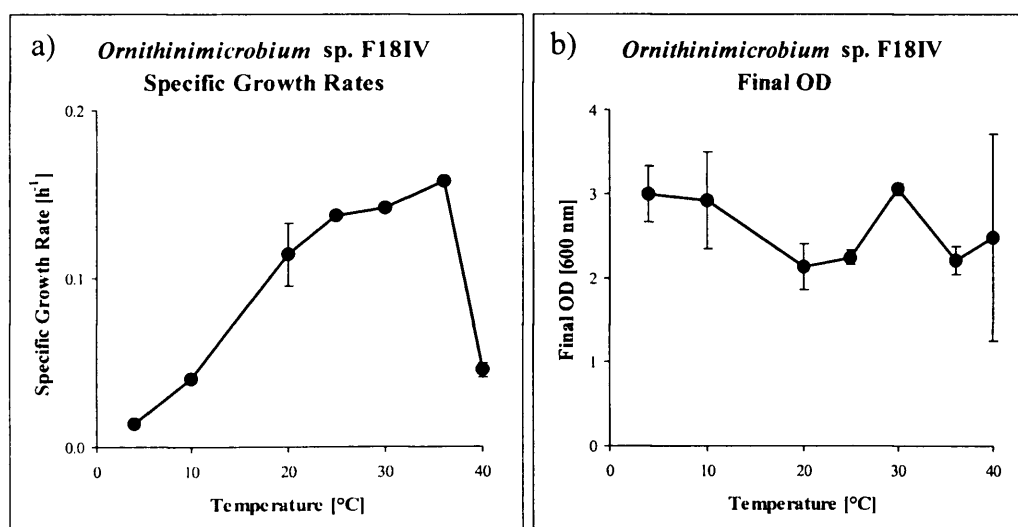 a)
Ornithinimicrobium sp. F18IV
Specific Growth Rates
0.2
0.1
0.0
Specific Growth Rate [h⁻¹]
0
10
20
30
40
Temperature [°C]
b)
Ornithinimicrobium sp. F18IV
Final OD
4
3
2
1
0
Final OD [600 nm]
0
10
20
30
40
Temperature [°C]